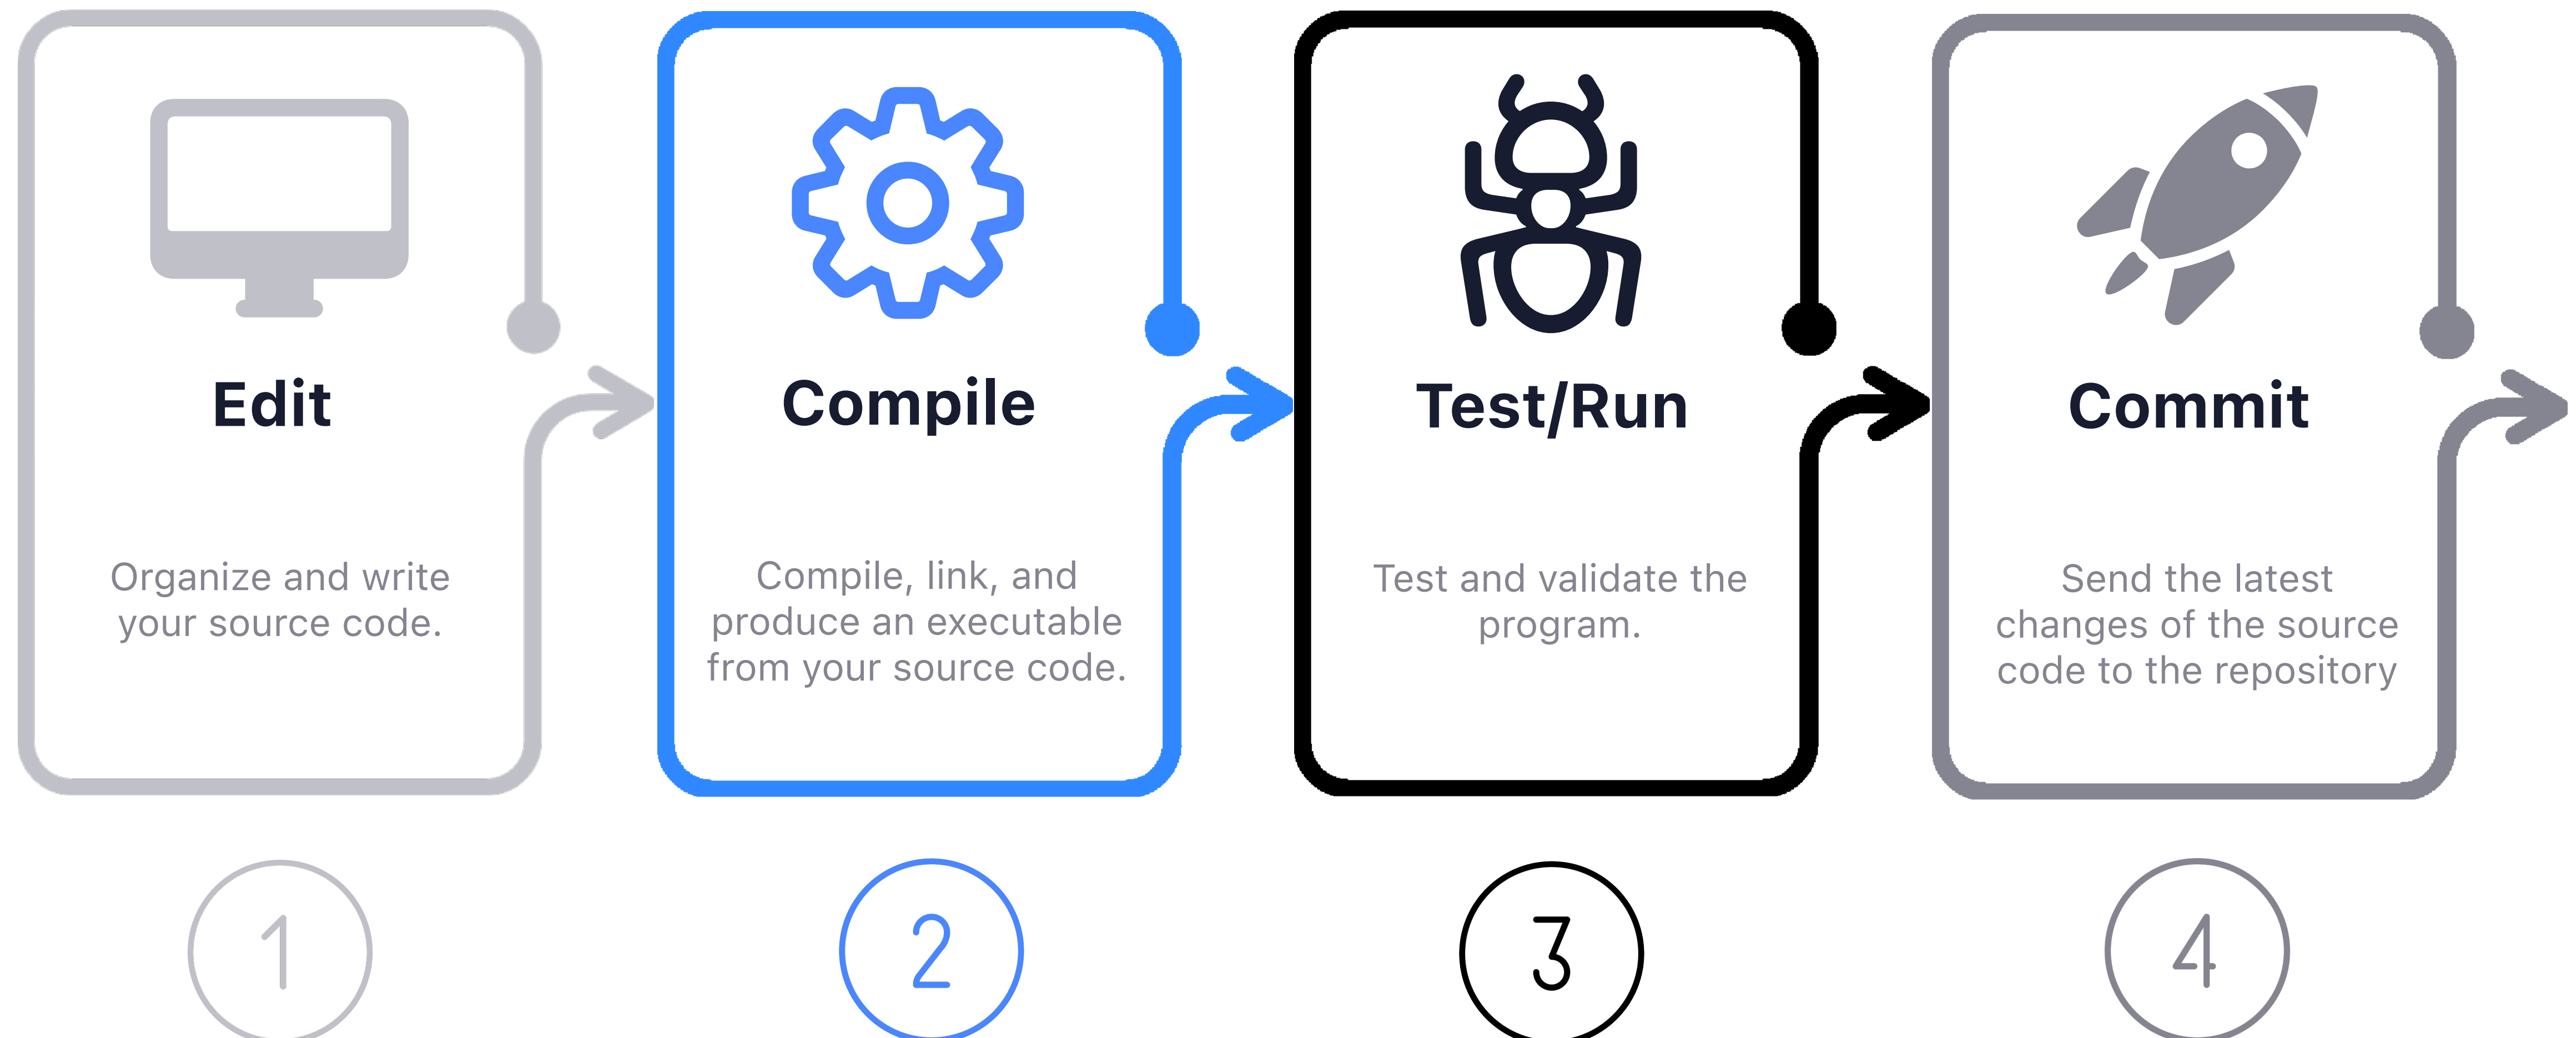 Edit
Organize and write
your source code.
1
Compile
Compile, link, and
produce an executable
from your source code.
2
Test/Run
Test and validate the
program.
3
Commit
Send the latest
changes of the source
code to the repository
4